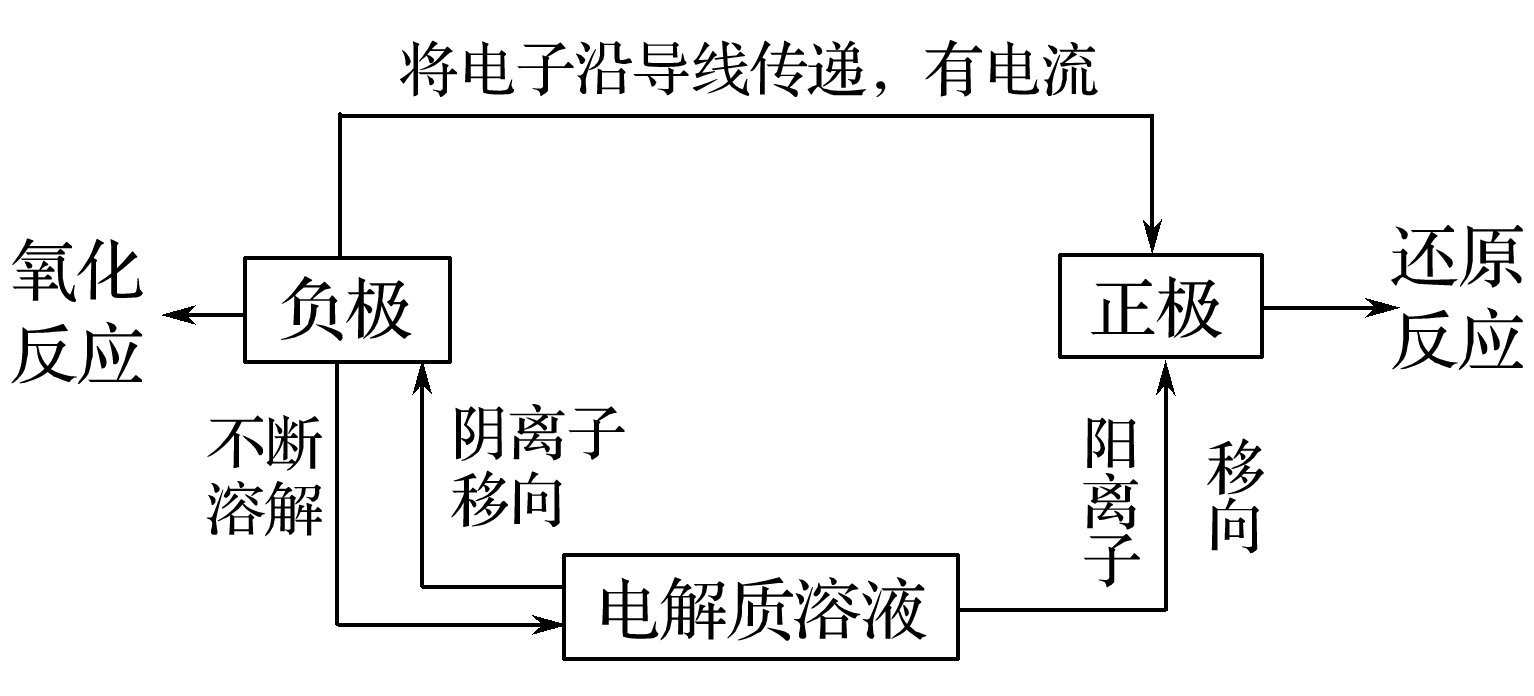 将电子沿导线传递，有电流
氧化
反应
负极
正极
还原
反应
不断
溶解
阴离子
移向
阳离子
移向
电解质溶液